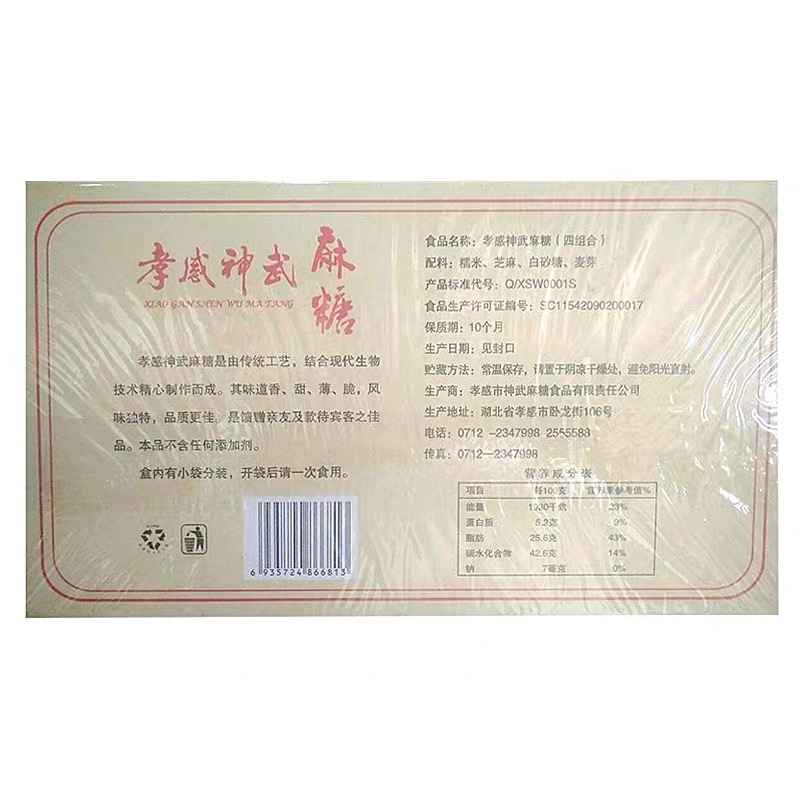 孝感神武麻糖
XIAO GAN SHEN WU MA TANG
孝感神武麻糖是由传统工艺，结合现代生物
技术精心制作而成。其味道香、甜、薄、脆，风
味独特，品质更佳。是馈赠亲友及款待宾客之佳
品。本品不含任何添加剂。
盒内有小袋分装，开袋后请一次食用。
6 935724 866813
食品名称：孝感神武麻糖（四组合）
配料：糯米、芝麻、白砂糖、麦芽
产品标准代号：Q/XSW0001S
食品生产许可证编号：SC11542090200017
保质期：10个月
生产日期：见封口
贮藏方法：常温保存，请置于阴凉干燥处，避免阳光直射。
生产商：孝感市神武麻糖食品有限责任公司
生产地址：湖北省孝感市卧龙街106号
电话：0712 -2347998 2555583
传真：0712—2347998
营养成分表
项目 每100克 营养素参考值%
能量 千焦 23%
蛋白质 5.2克 9%
脂肪 25.6克 43%
碳水化合物 42.6克 14%
钠 7毫克 0%